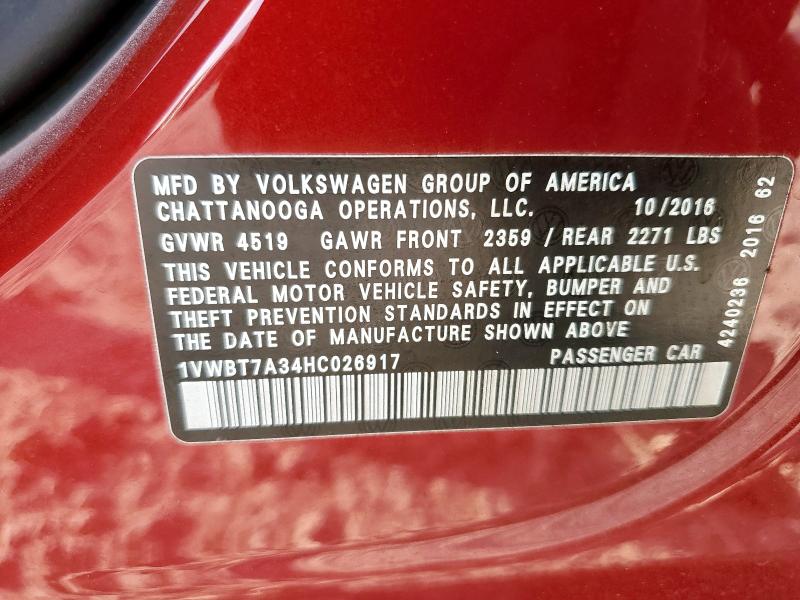 MFD BY VOLKSWAGEN GROUP OF AMERICA
CHATTANOOGA OPERATIONS, LLC. 10/2016
GVWR 4519 GAWR FRONT 2359 / REAR 2271 LBS
THIS VEHICLE CONFORMS TO ALL APPLICABLE U.S.
FEDERAL MOTOR VEHICLE SAFETY, BUMPER AND
THEFT PREVENTION STANDARDS IN EFFECT ON
THE DATE OF MANUFACTURE SHOWN ABOVE
1VWBT7A34HC026917 PASSENGER CAR
4240236 2016 62